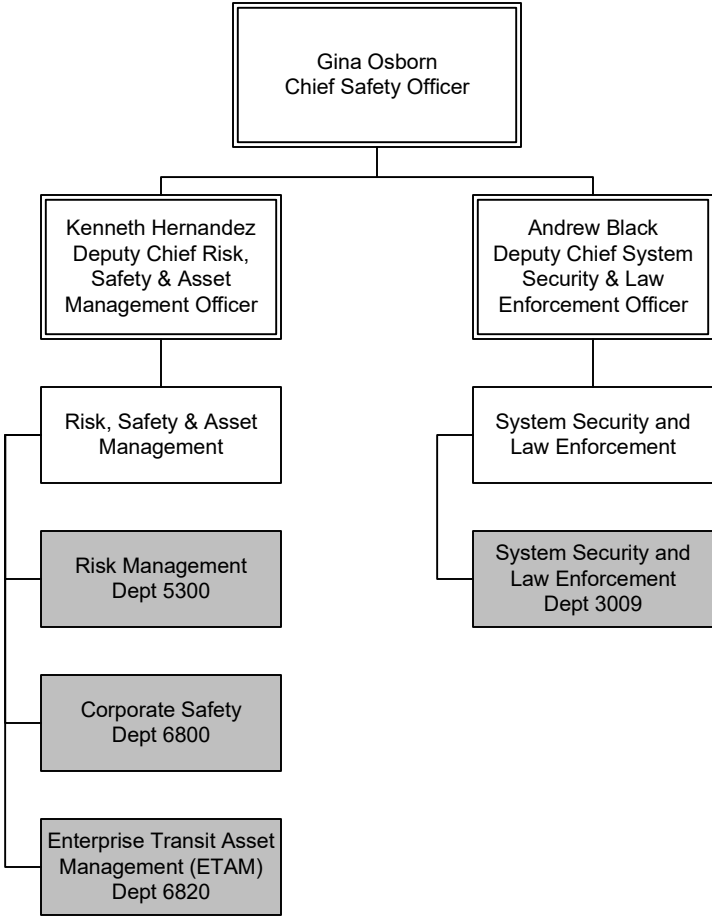 Gina Osborn
Chief Safety Officer
Kenneth Hernandez
Deputy Chief Risk,
Safety & Asset
Management Officer
Andrew Black
Deputy Chief System
Security & Law
Enforcement Officer
Risk, Safety & Asset
Management
System Security and
Law Enforcement
Risk Management
Dept 5300
System Security and
Law Enforcement
Dept 3009
Corporate Safety
Dept 6800
Enterprise Transit Asset
Management (ETAM)
Dept 6820